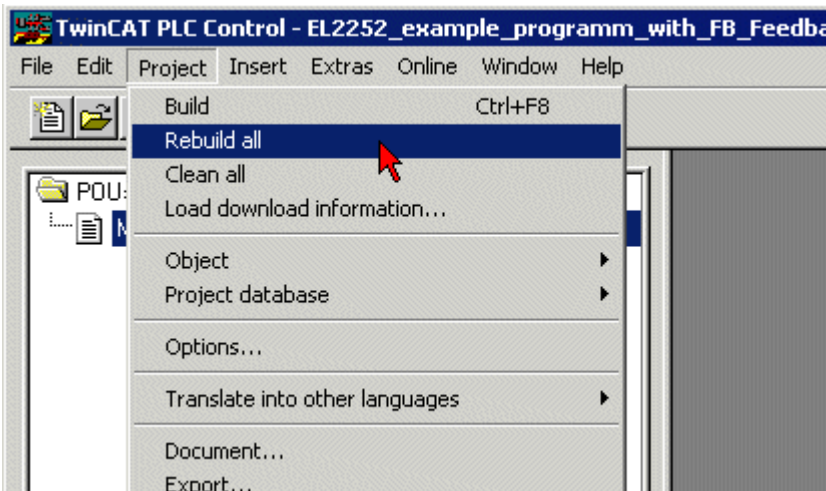 TwinCAT PLC Control - EL2252_example_programm_with_FB_Feedba
File Edit Project Insert Extras Online Window Help
Build Ctrl+F8
Rebuild all
Clean all
POU
Load download information...
Object
Project database
Options...
Translate into other languages
Document...
Export...